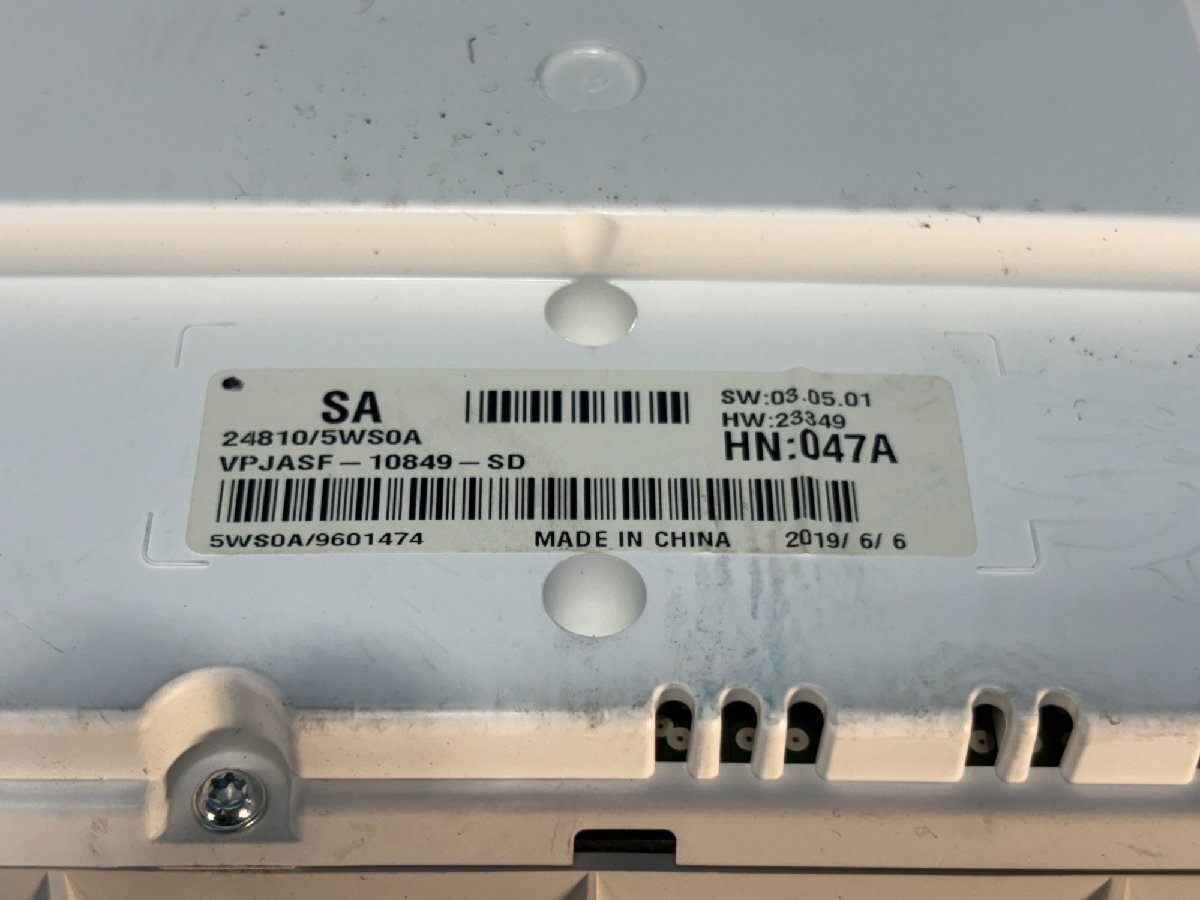 SA
24810/5WS0A
VPJASF-10849-SD
SW:03.05.01
HW:23349
HN:047A
5WS0A/9601474 MADE IN CHINA 2019/ 6/ 6